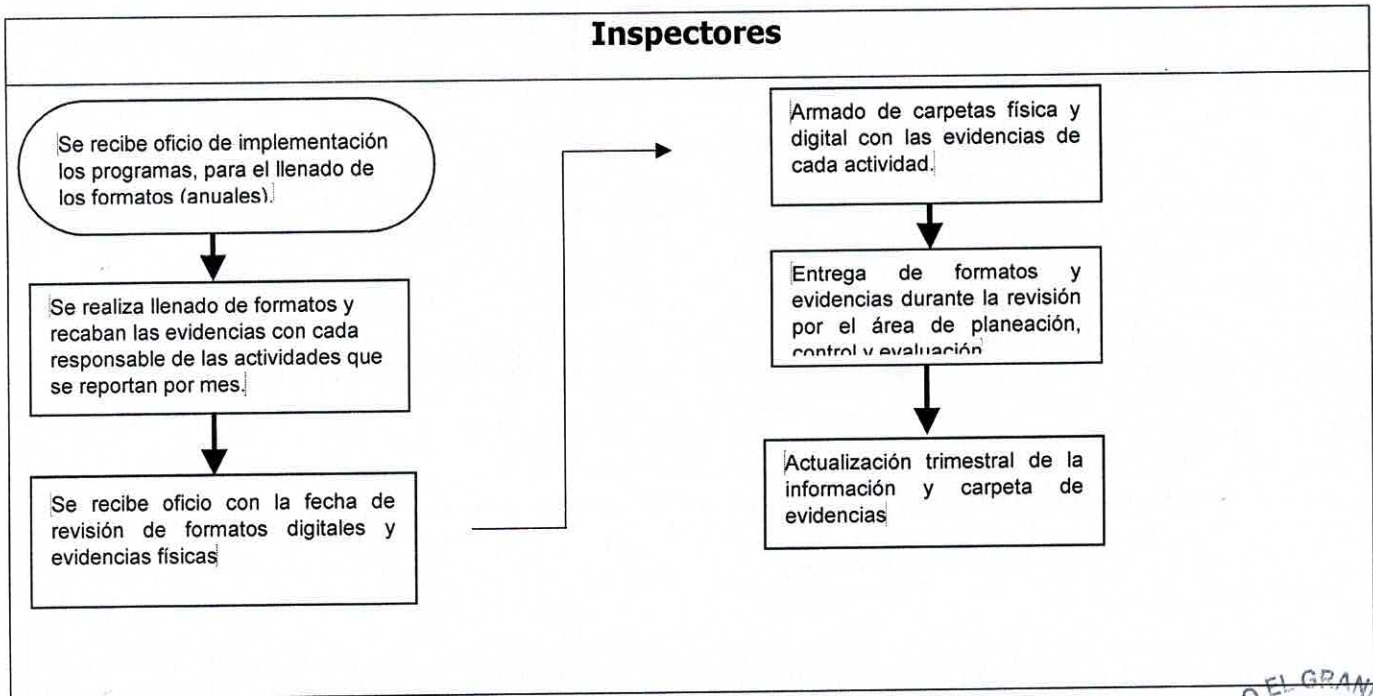 Inspectores
Se recibe oficio de implementación
los programas, para el llenado de
los formatos (anuales).
Se realiza llenado de formatos y
recaban las evidencias con cada
responsable de las actividades que
se reportan por mes.
Se recibe oficio con la fecha de
revisión de formatos digitales y
evidencias físicas
Armado de carpetas física y
digital con las evidencias de
cada actividad.
Entrega de formatos y
evidencias durante la revisión
por el área de planeación,
control y evaluación
Actualización trimestral de la
información y carpeta de
evidencias
EL